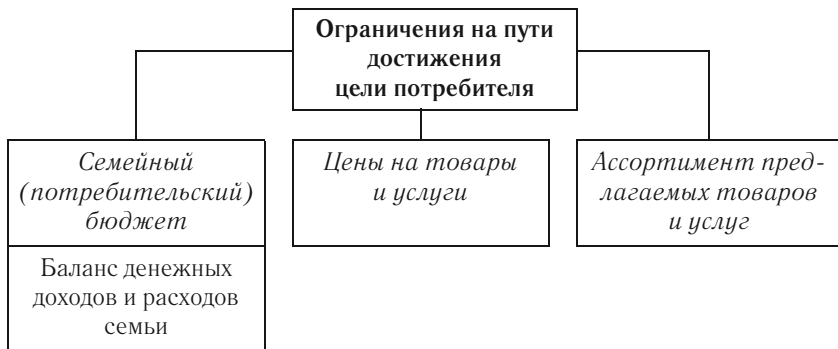 Ограничения на пути
достижения
цели потребителя
Семейный
(потребительский)
бюджет
Баланс денежных
доходов и расходов
семьи
Цены на товары
и услуги
Ассортимент пред-
лагаемых товаров
и услуг